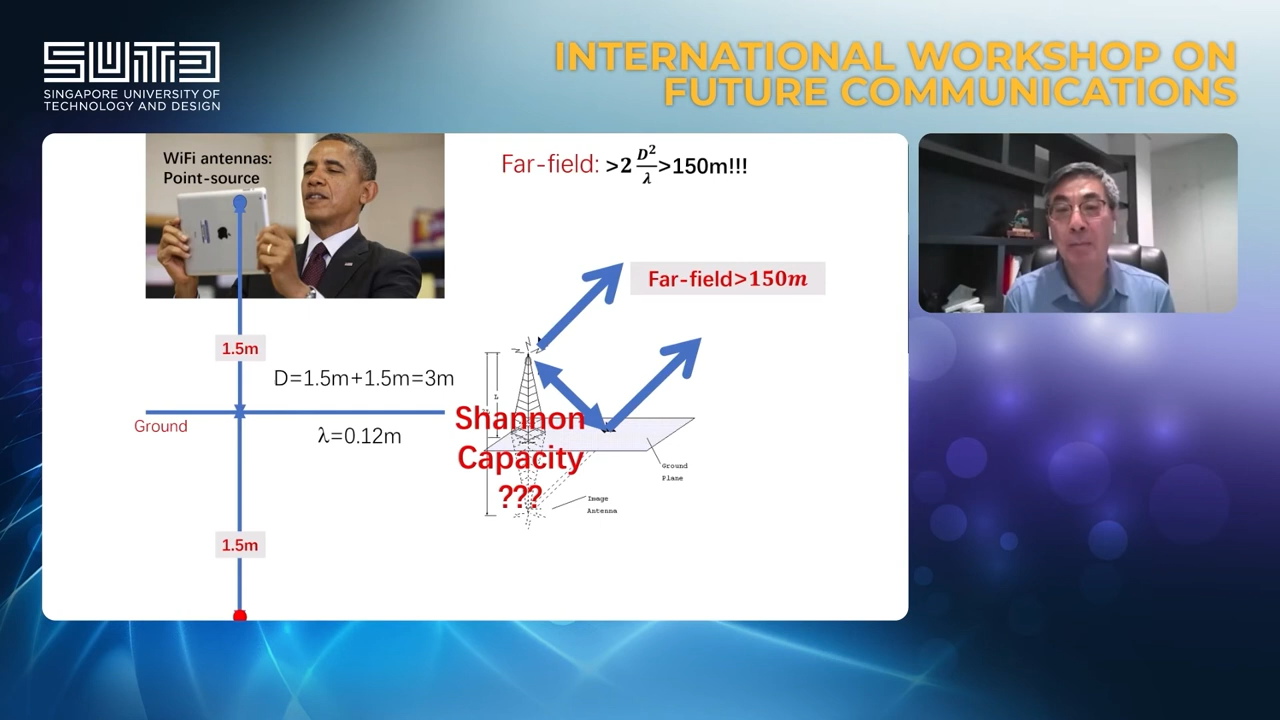 SUTD
SINGAPORE UNIVERSITY OF
TECHNOLOGY AND DESIGN
INTERNATIONAL WORKSHOP ON
FUTURE COMMUNICATIONS
WiFi antennas:
Point-source
Far-field: >2 D²/λ >150m!!!
Far-field>150m
1.5m
D=1.5m+1.5m=3m
L
Ground
λ=0.12m
Shannon
Capacity
???
Ground
Plane
Image
Antenna
1.5m